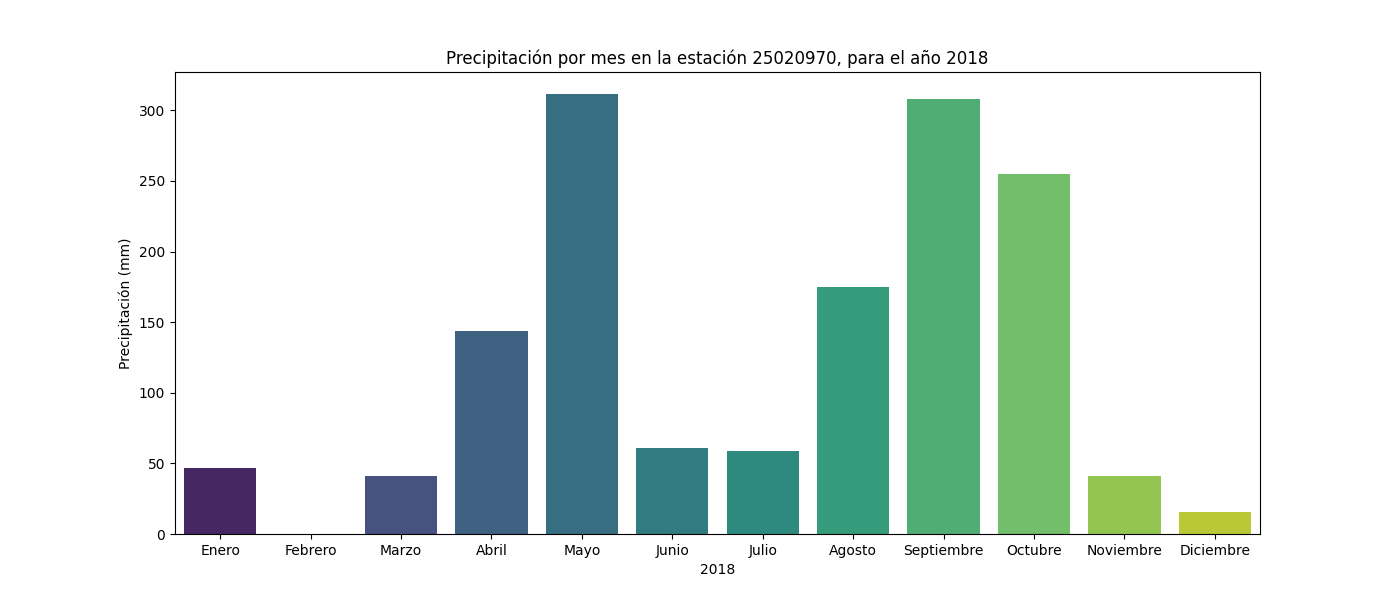 Precipitación por mes en la estación 25020970, para el año 2018
Precipitación (mm)
300
250
200
150
100
50
0
Enero Febrero Marzo Abril Mayo Junio Julio Agosto Septiembre Octubre Noviembre Diciembre
2018